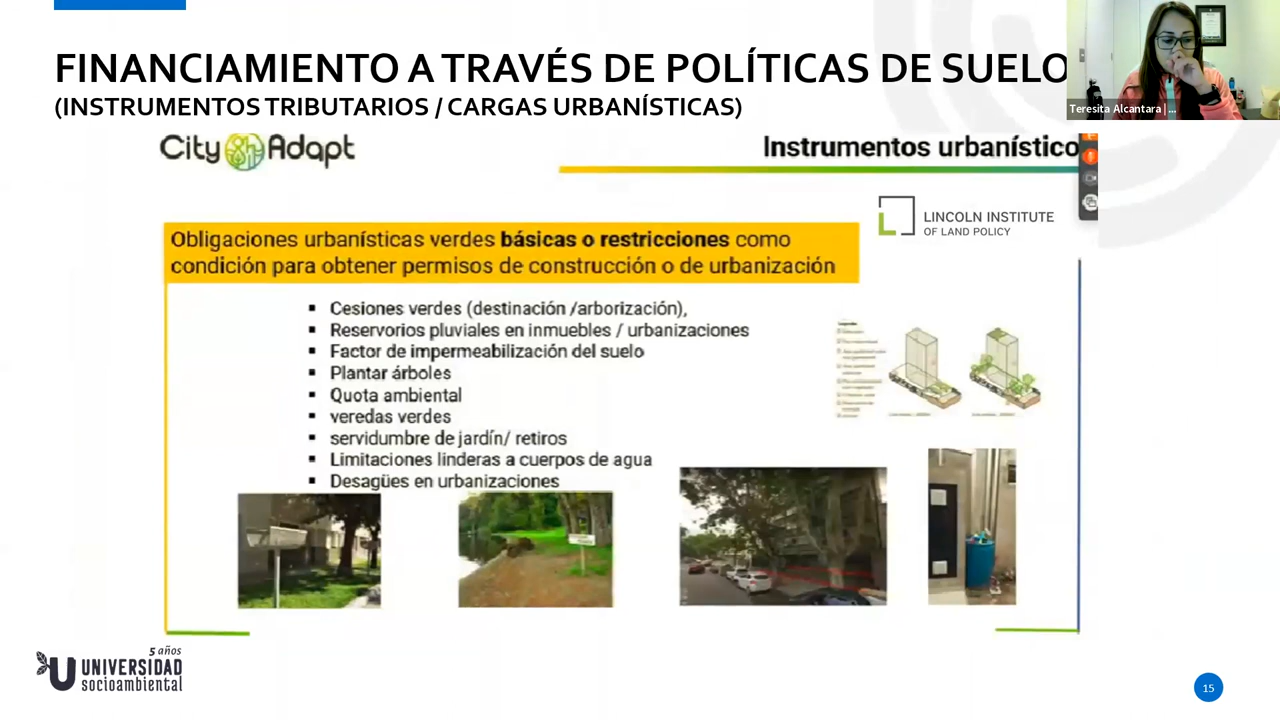 FINANCIAMIENTO A TRAVÉS DE POLÍTICAS DE SUELO
(INSTRUMENTOS TRIBUTARIOS / CARGAS URBANÍSTICAS)
Teresita Alcantara | ...
City Adapt
Instrumentos urbanístico
LINCOLN INSTITUTE
OF LAND POLICY
Obligaciones urbanísticas verdes básicas o restricciones como
condición para obtener permisos de construcción o de urbanización
▪ Cesiones verdes (destinación /arborización),
▪ Reservorios pluviales en inmuebles / urbanizaciones
▪ Factor de impermeabilización del suelo
▪ Plantar árboles
▪ Quota ambiental
▪ veredas verdes
▪ servidumbre de jardín/ retiros
▪ Limitaciones linderas a cuerpos de agua
▪ Desagües en urbanizaciones
5 años
UNIVERSIDAD
socioambiental
15